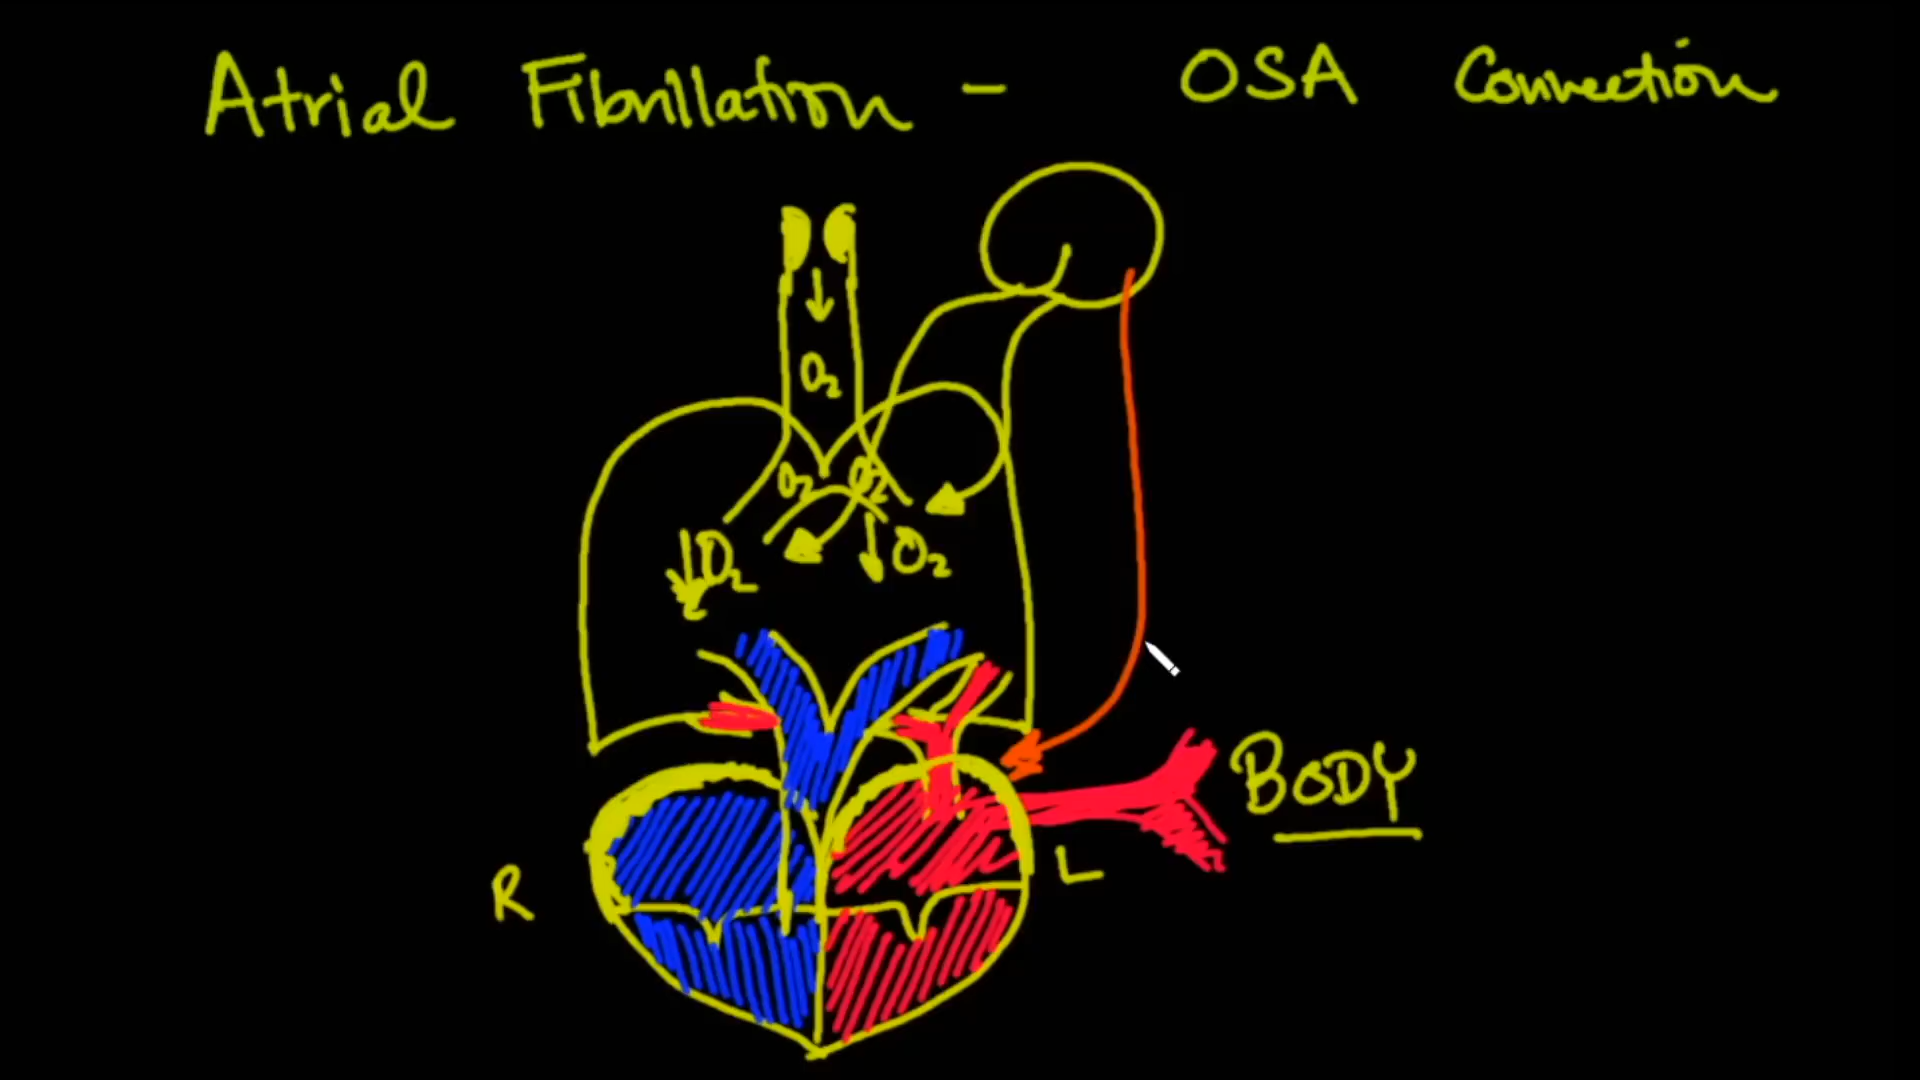 Atrial Fibrillation - OSA Connection
O2
O2 O2
↓O2 ↓O2
BODY
R L